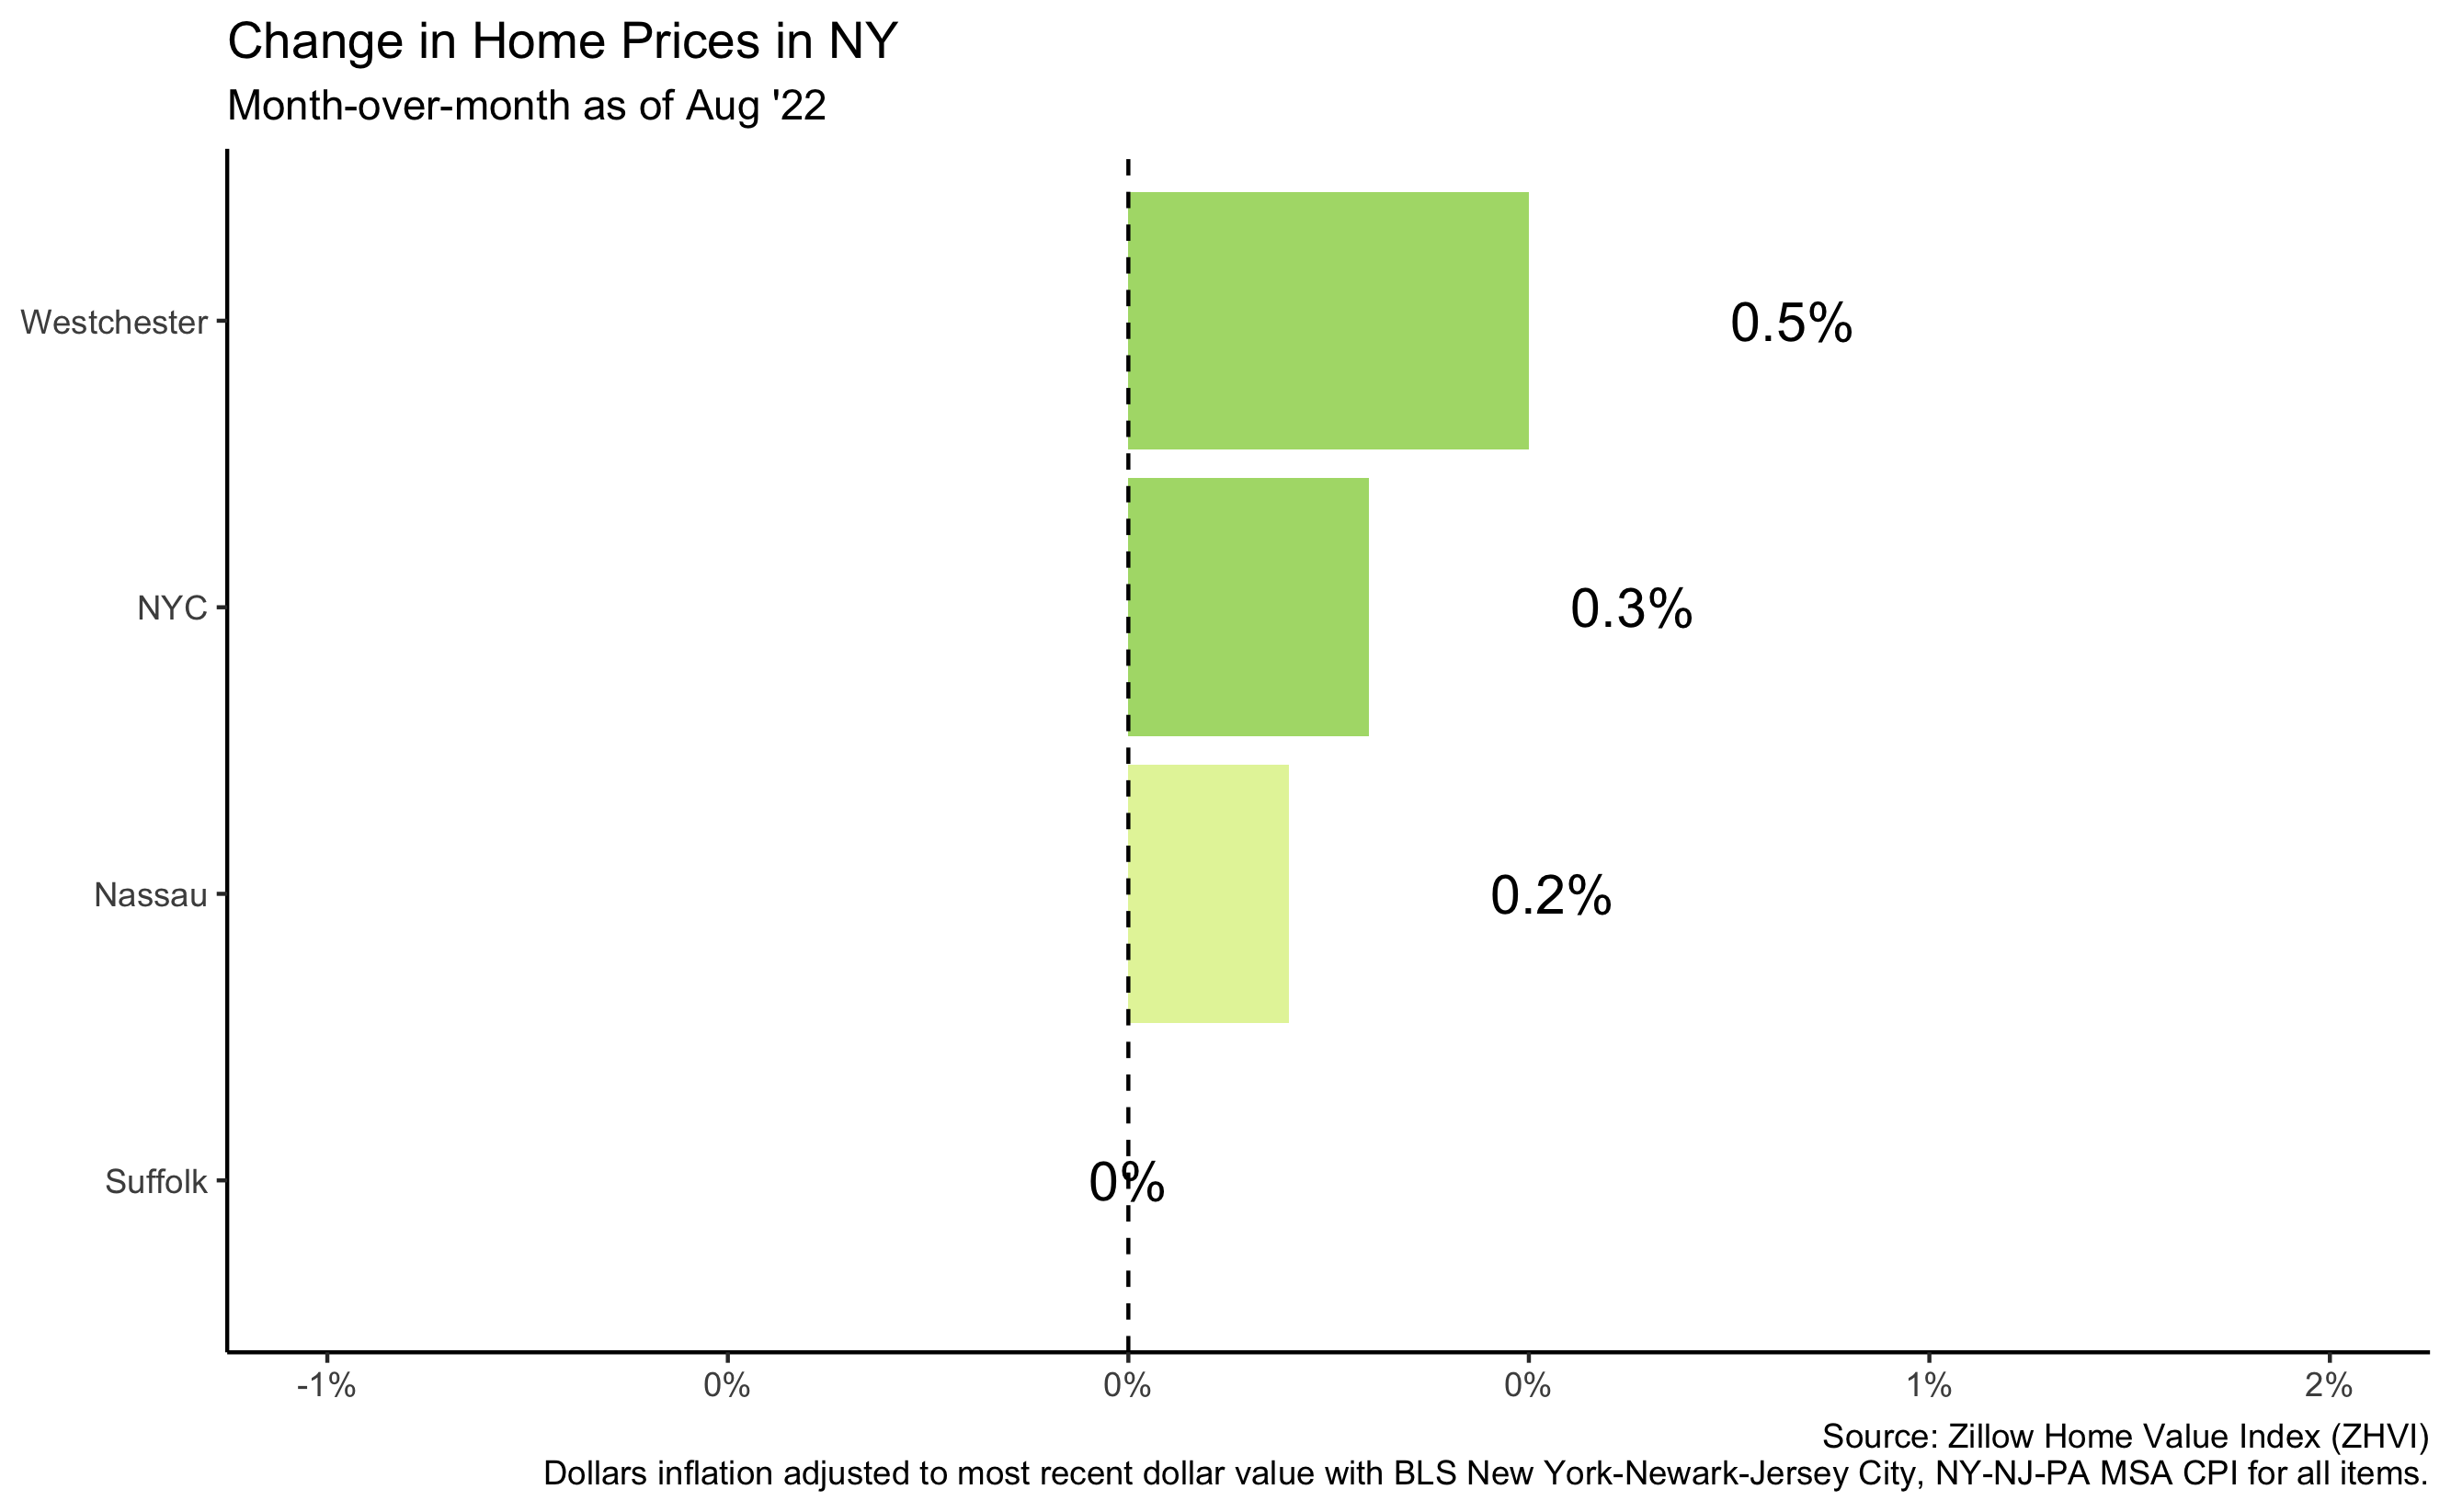 Change in Home Prices in NY
Month-over-month as of Aug '22
Westchester
0.5%
NYC
0.3%
Nassau
0.2%
Suffolk
0%
-1% 0% 0% 0% 1% 2%
Source: Zillow Home Value Index (ZHVI)
Dollars inflation adjusted to most recent dollar value with BLS New York-Newark-Jersey City, NY-NJ-PA MSA CPI for all items.